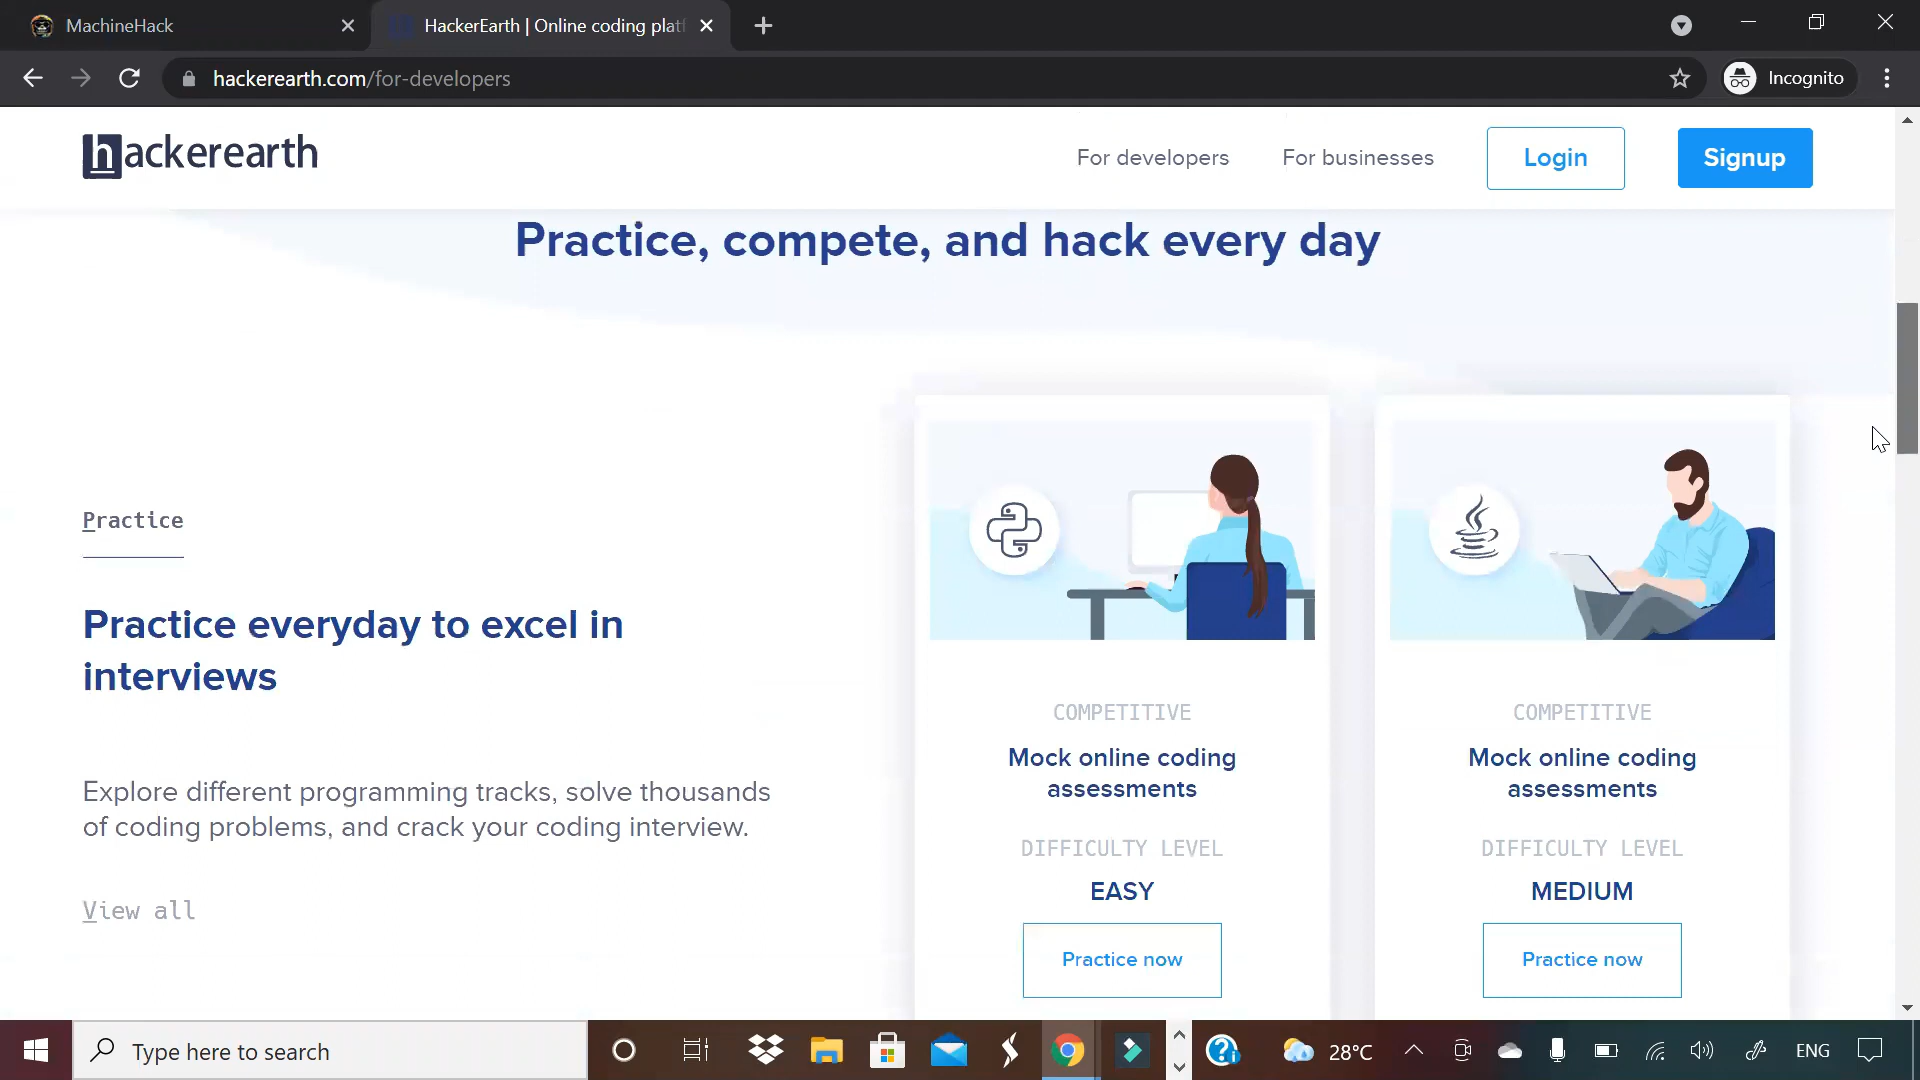 MachineHack
HackerEarth | Online coding plat
hackerearth.com/for-developers
Incognito
hackerearth
For developers
For businesses
Login
Signup
Practice, compete, and hack every day
Practice
Practice everyday to excel in
interviews
Explore different programming tracks, solve thousands
of coding problems, and crack your coding interview.
View all
COMPETITIVE
Mock online coding
assessments
DIFFICULTY LEVEL
EASY
Practice now
COMPETITIVE
Mock online coding
assessments
DIFFICULTY LEVEL
MEDIUM
Practice now
Type here to search
28°C
ENG